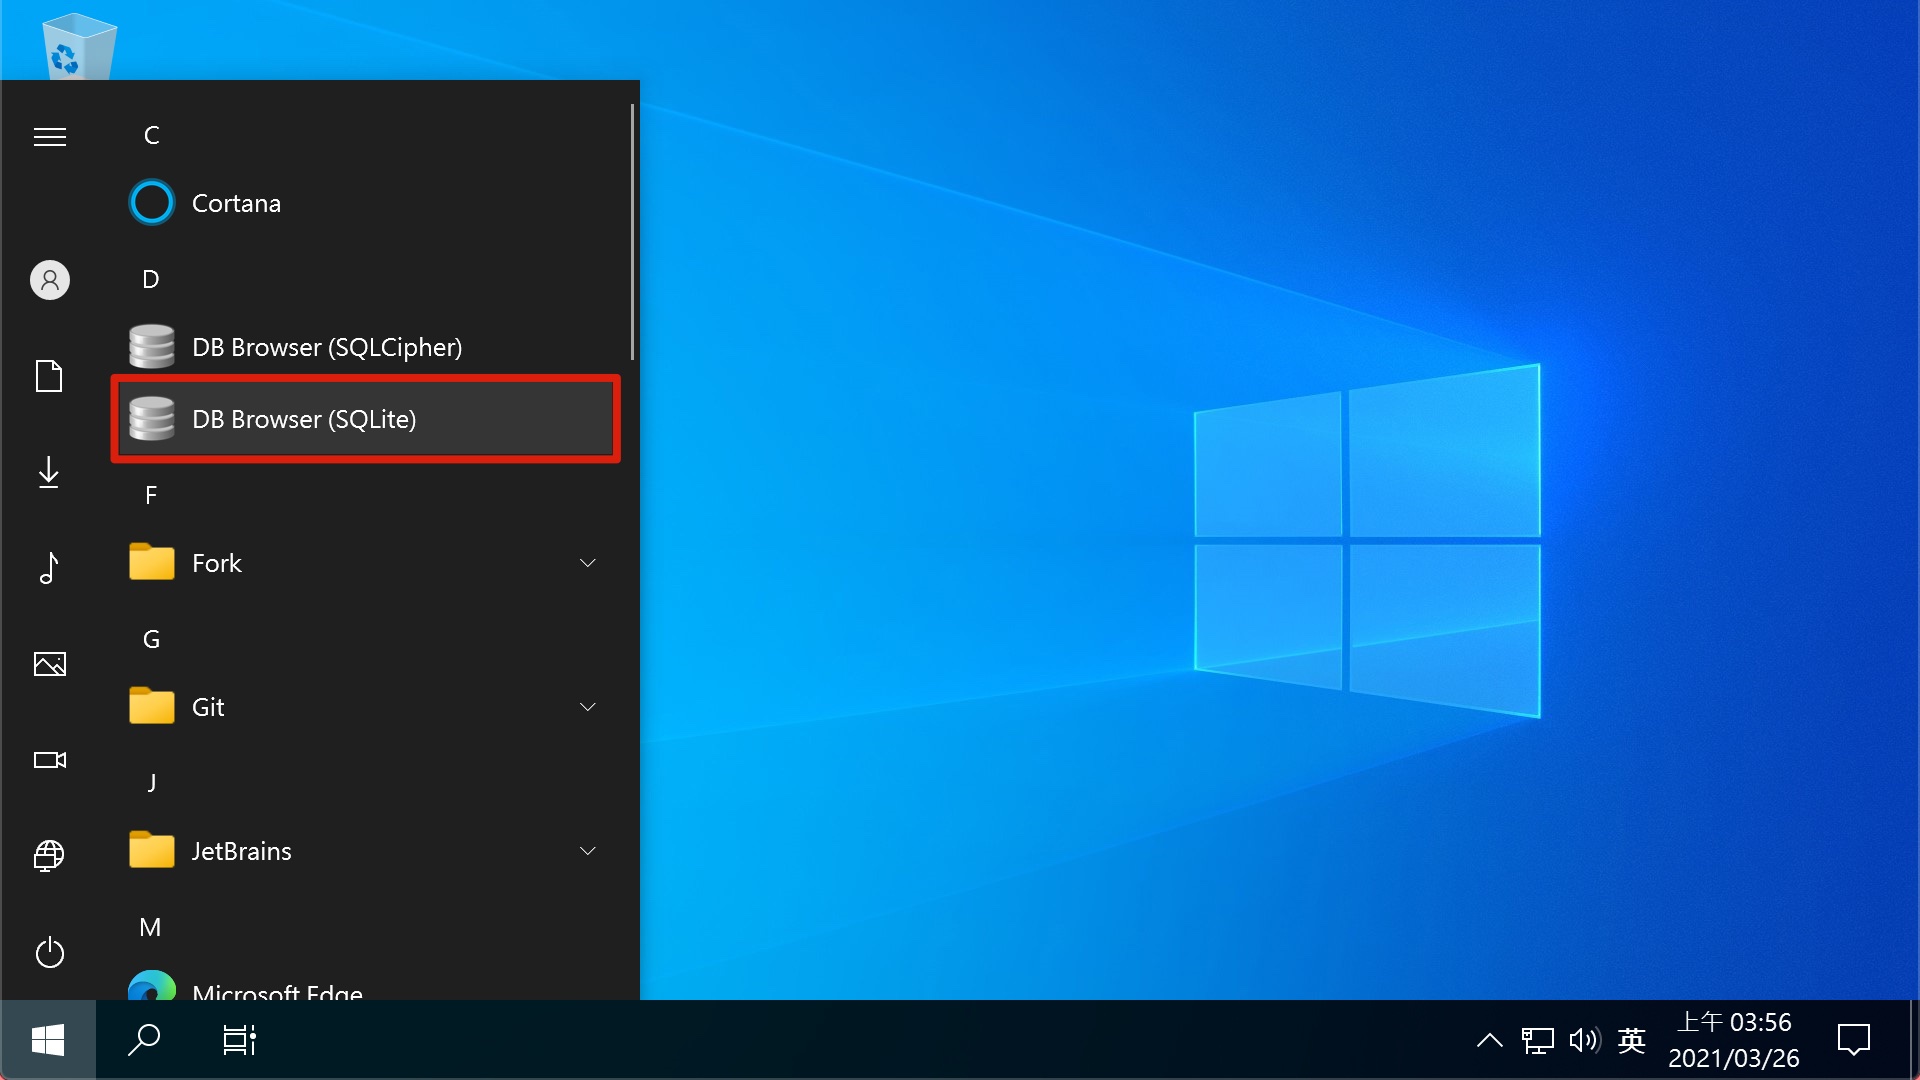 C
Cortana
D
DB Browser (SQLCipher)
DB Browser (SQLite)
F
Fork
G
Git
J
JetBrains
M
Microsoft Edge
英
上午 03:56
2021/03/26